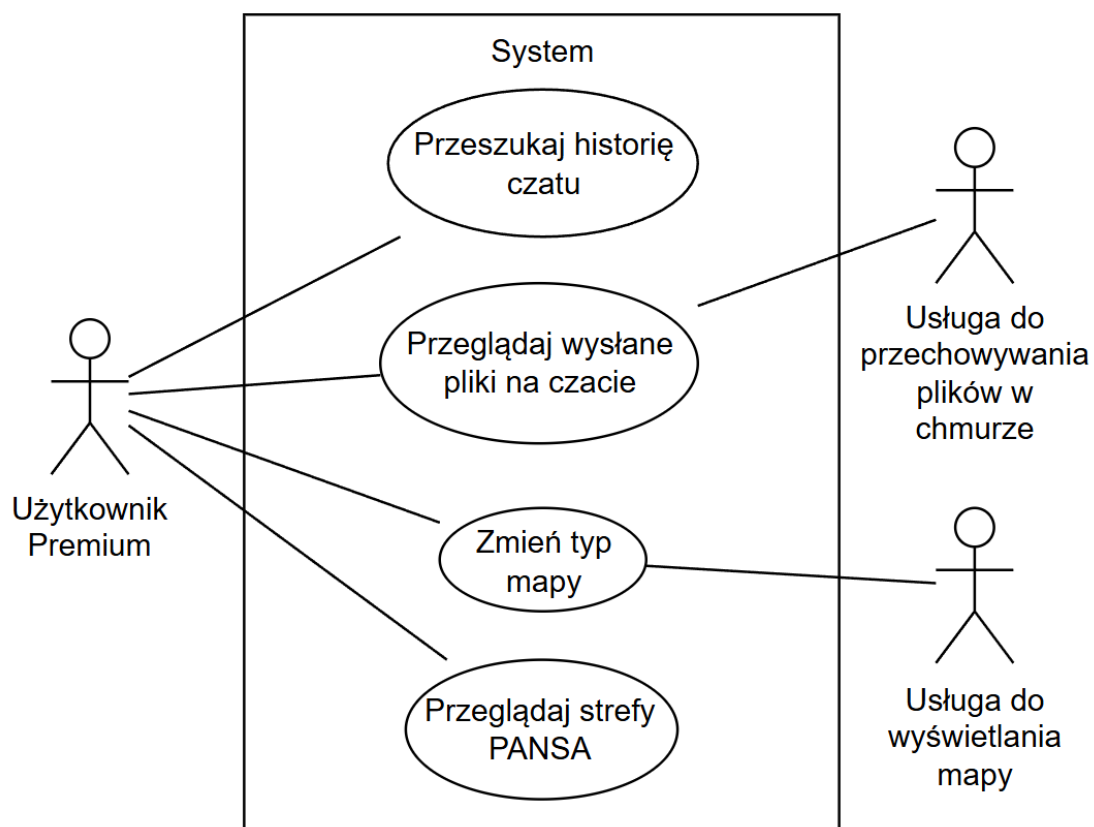 System
Przeszukaj historię
czatu
Przeglądaj wysłane
pliki na czacie
Zmień typ
mapy
Przeglądaj strefy
PANSA
Użytkownik
Premium
Usługa do
przechowywania
plików w
chmurze
Usługa do
wyświetlania
mapy